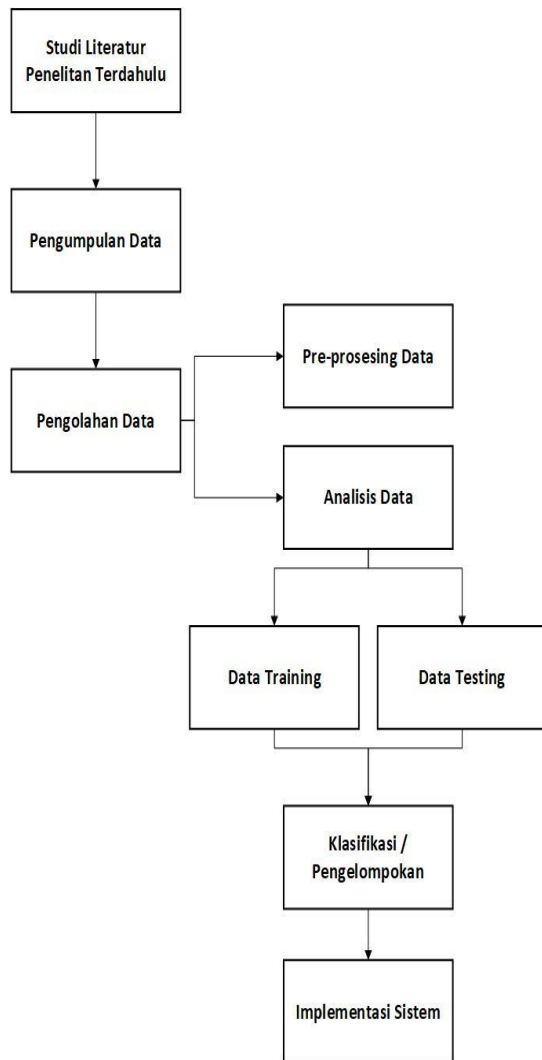 Studi Literatur
Penelitan Terdahulu
Pengumpulan Data
Pengolahan Data
Pre-prosesing Data
Analisis Data
Data Training
Data Testing
Klasifikasi /
Pengelompokan
Implementasi Sistem